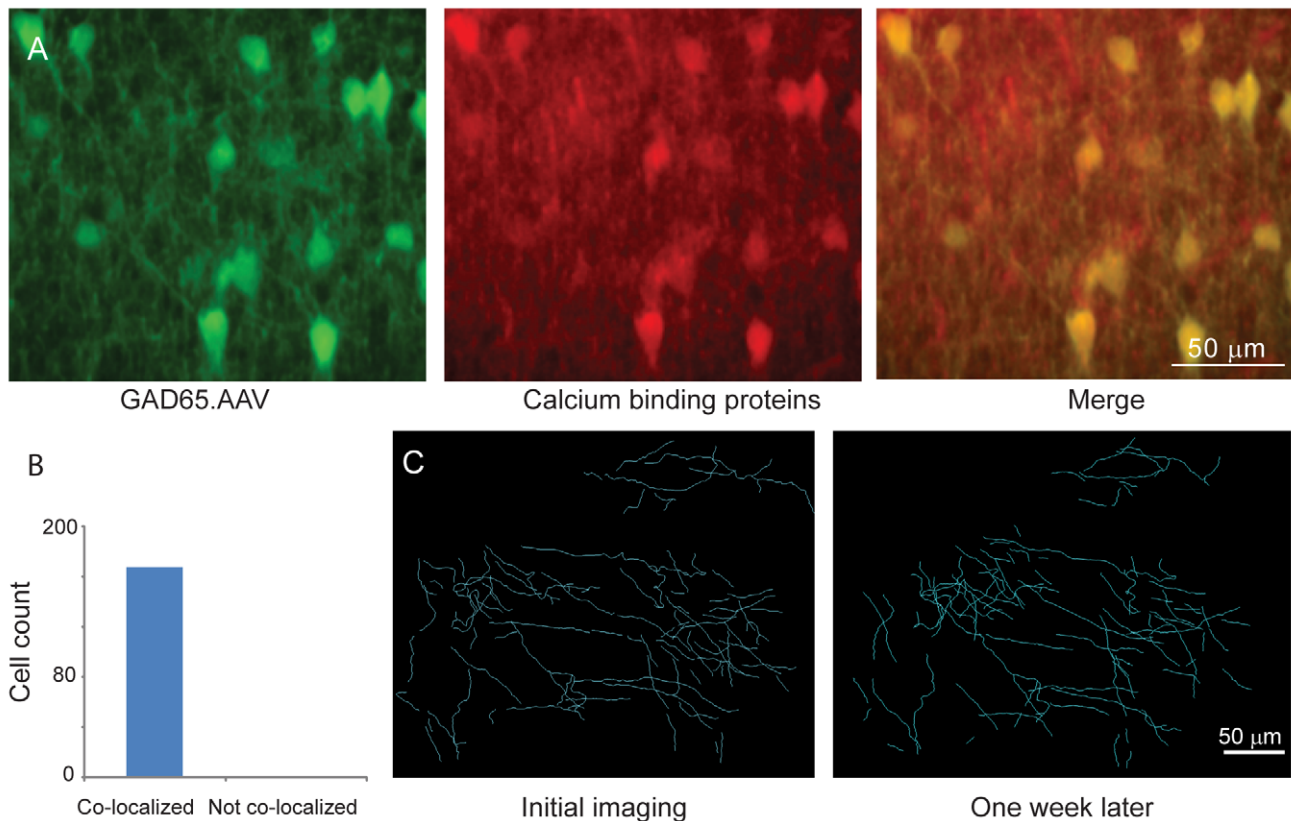 A
50 μm
GAD65.AAV
Calcium binding proteins
Merge
B
200
80
0
Cell count
Co-localized
Not co-localized
C
50 μm
Initial imaging
One week later